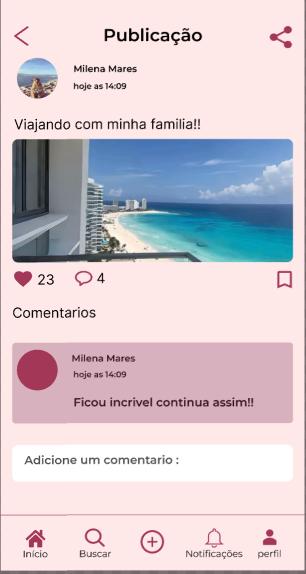 Publicação
Milena Mares
hoje as 14:09
Viajando com minha familia!!
23
4
Comentarios
Milena Mares
hoje as 14:09
Ficou incrivel continua assim!!
Adicione um comentario :
Início
Buscar
Notificações
perfil